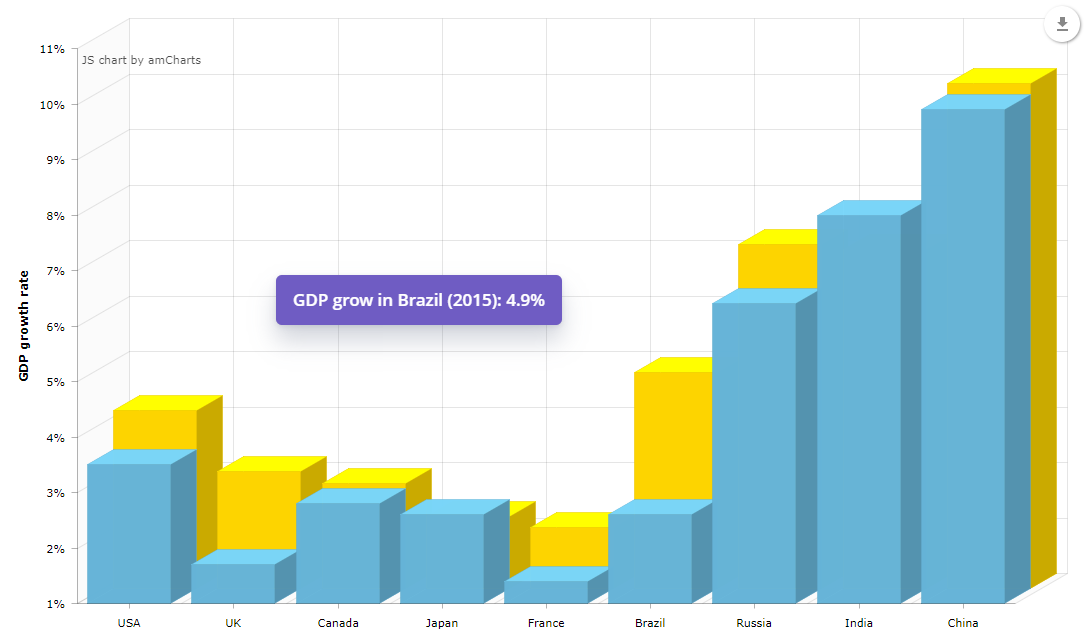 11%
JS chart by amCharts
10%
9%
8%
7%
GDP grow in Brazil (2015): 4.9%
6%
GDP growth rate
5%
4%
3%
2%
1%
USA UK Canada Japan France Brazil Russia India China